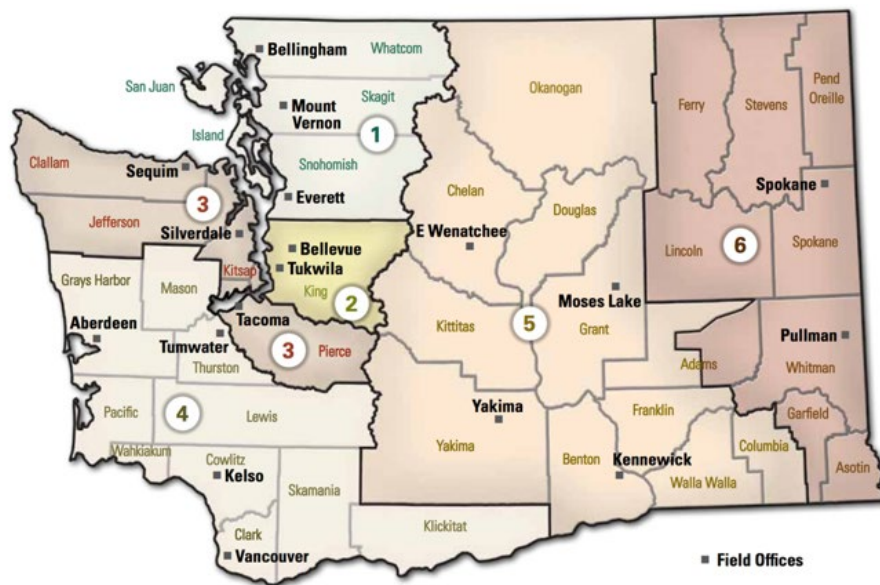 Bellingham
Whatcom
San Juan
Skagit
Mount
Vernon
Okanogan
Ferry
Stevens
Pend
Oreille
Island
1
Clallam
Sequim
Snohomish
Everett
Chelan
Douglas
Spokane
3
Jefferson
Silverdale
Bellevue
Tukwila
E Wenatchee
Lincoln
6
Spokane
Grays Harbor
Mason
Kitsap
King
2
Moses Lake
Tacoma
Aberdeen
Tumwater
3
Pierce
Kittitas
5
Grant
Pullman
Thurston
Adams
Whitman
Pacific
4
Lewis
Yakima
Franklin
Garfield
Wahkiakum
Yakima
Columbia
Cowlitz
Kelso
Benton
Kennewick
Asotin
Skamania
Walla Walla
Klickitat
Clark
Vancouver
Field Offices